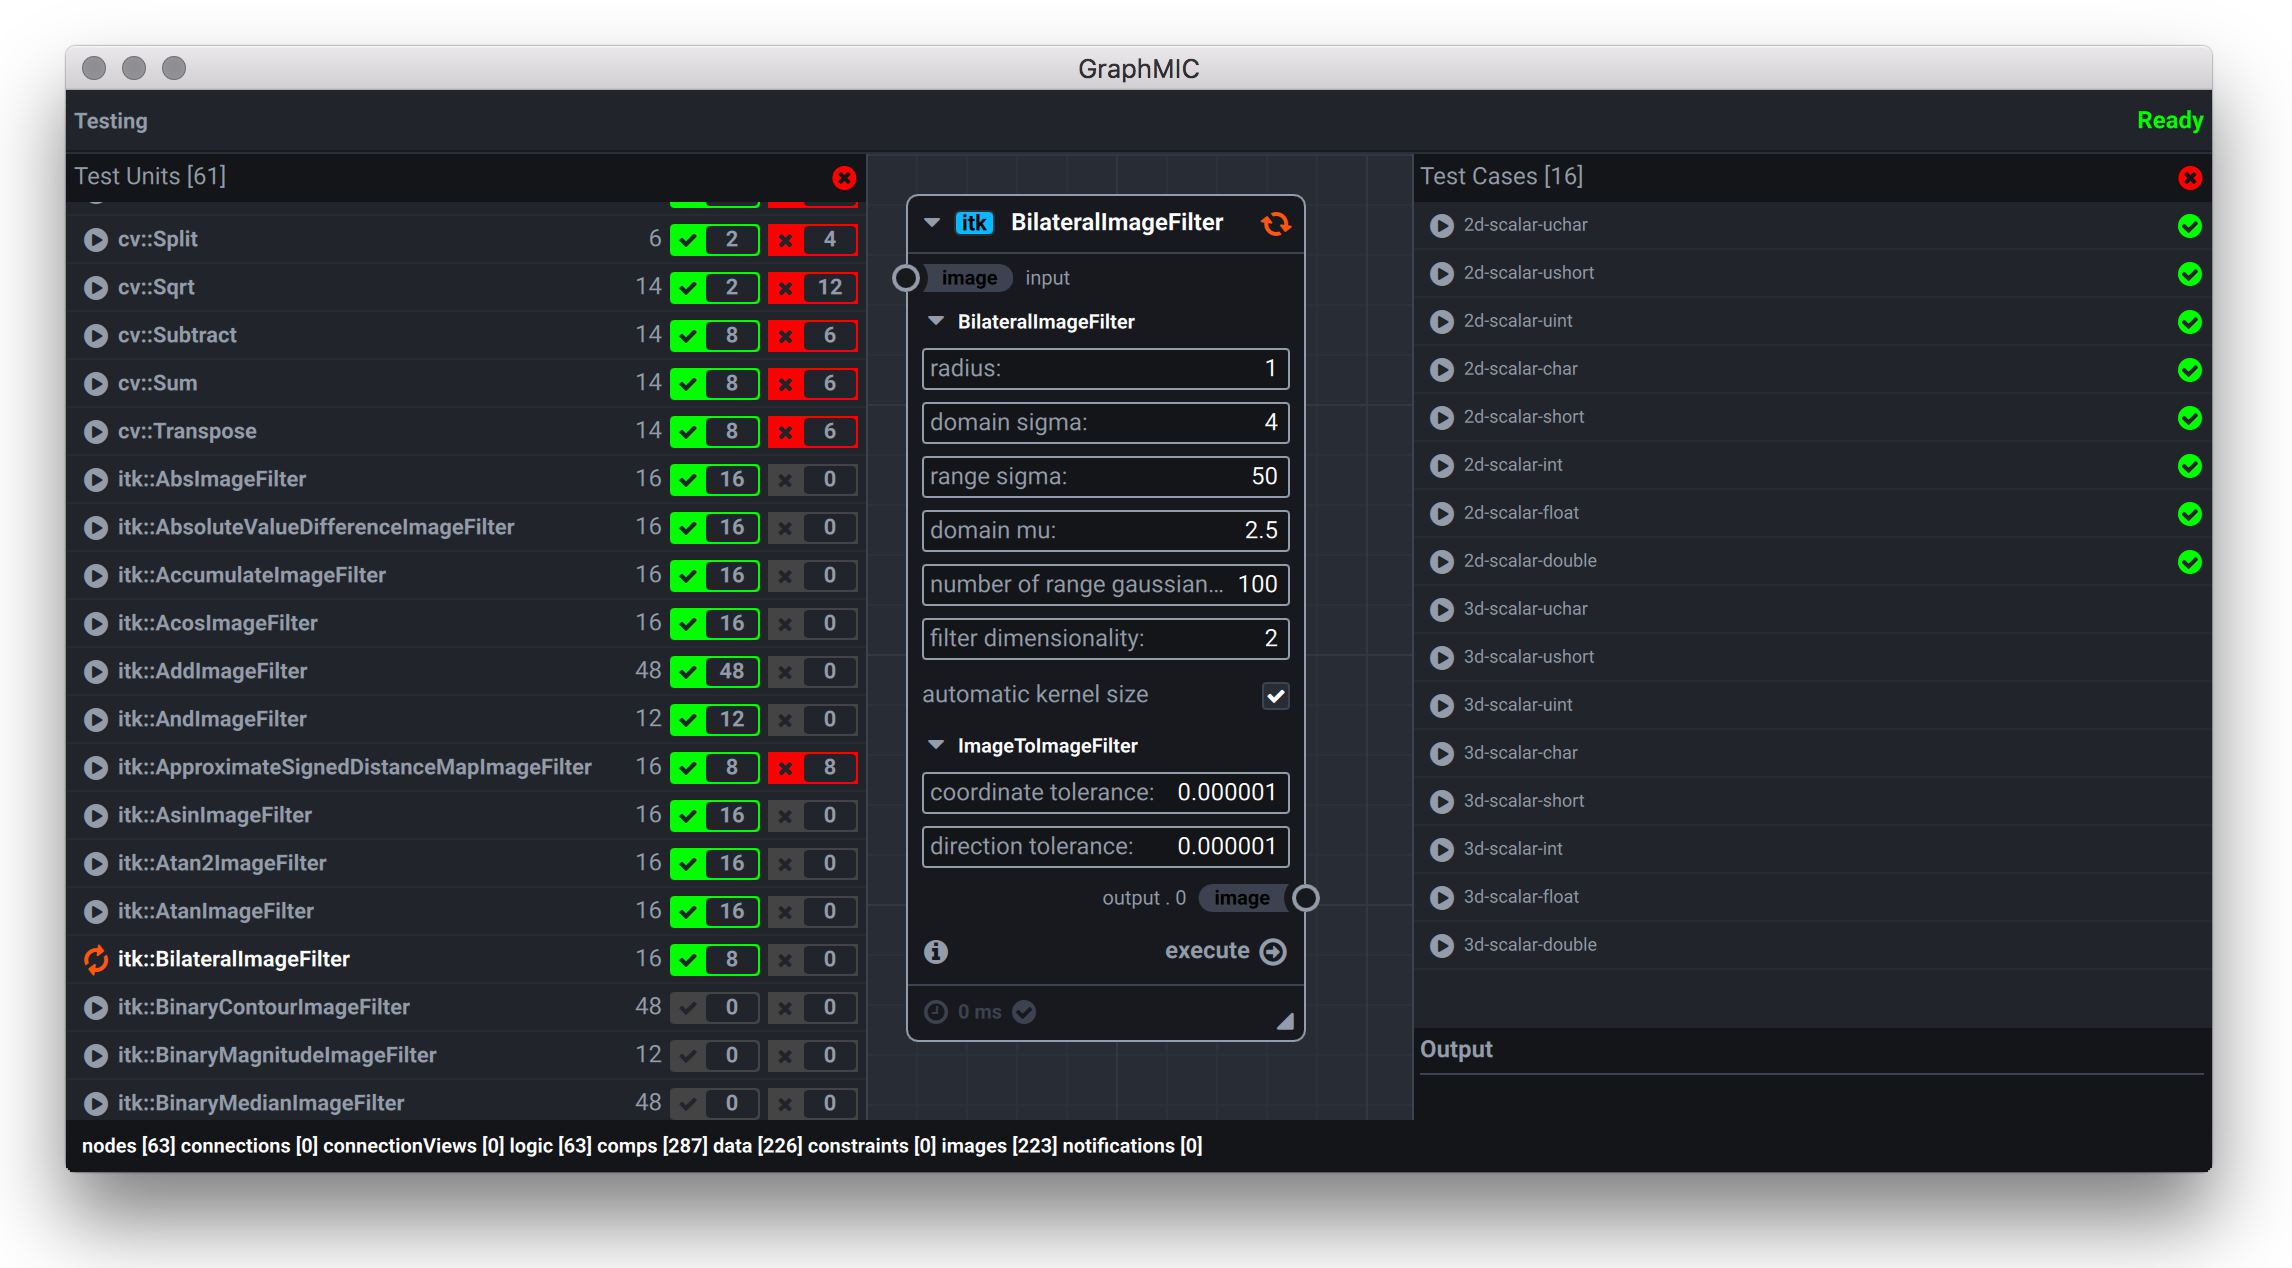 GraphMIC
Testing
Ready
Test Units [61]
cv::Split 6 2 4
cv::Sqrt 14 2 12
cv::Subtract 14 8 6
cv::Sum 14 8 6
cv::Transpose 14 8 6
itk::AbsImageFilter 16 16 0
itk::AbsoluteValueDifferenceImageFilter 16 16 0
itk::AccumulateImageFilter 16 16 0
itk::AcosImageFilter 16 16 0
itk::AddImageFilter 48 48 0
itk::AndImageFilter 12 12 0
itk::ApproximateSignedDistanceMapImageFilter 16 8 8
itk::AsinImageFilter 16 16 0
itk::Atan2ImageFilter 16 16 0
itk::AtanImageFilter 16 16 0
itk::BilateralImageFilter 16 8 0
itk::BinaryContourImageFilter 48 0 0
itk::BinaryMagnitudeImageFilter 12 0 0
itk::BinaryMedianImageFilter 48 0 0
itk BilateralImageFilter
image input
BilateralImageFilter
radius: 1
domain sigma: 4
range sigma: 50
domain mu: 2.5
number of range gaussian... 100
filter dimensionality: 2
automatic kernel size
ImageToImageFilter
coordinate tolerance: 0.000001
direction tolerance: 0.000001
output . 0 image
execute
0 ms
Test Cases [16]
2d-scalar-uchar
2d-scalar-ushort
2d-scalar-uint
2d-scalar-char
2d-scalar-short
2d-scalar-int
2d-scalar-float
2d-scalar-double
3d-scalar-uchar
3d-scalar-ushort
3d-scalar-uint
3d-scalar-char
3d-scalar-short
3d-scalar-int
3d-scalar-float
3d-scalar-double
Output
nodes [63] connections [0] connectionViews [0] logic [63] comps [287] data [226] constraints [0] images [223] notifications [0]